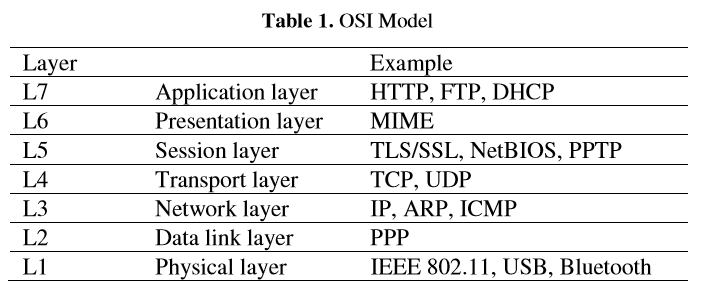 Table 1. OSI Model
Layer Example
L7 Application layer HTTP, FTP, DHCP
L6 Presentation layer MIME
L5 Session layer TLS/SSL, NetBIOS, PPTP
L4 Transport layer TCP, UDP
L3 Network layer IP, ARP, ICMP
L2 Data link layer PPP
L1 Physical layer IEEE 802.11, USB, Bluetooth